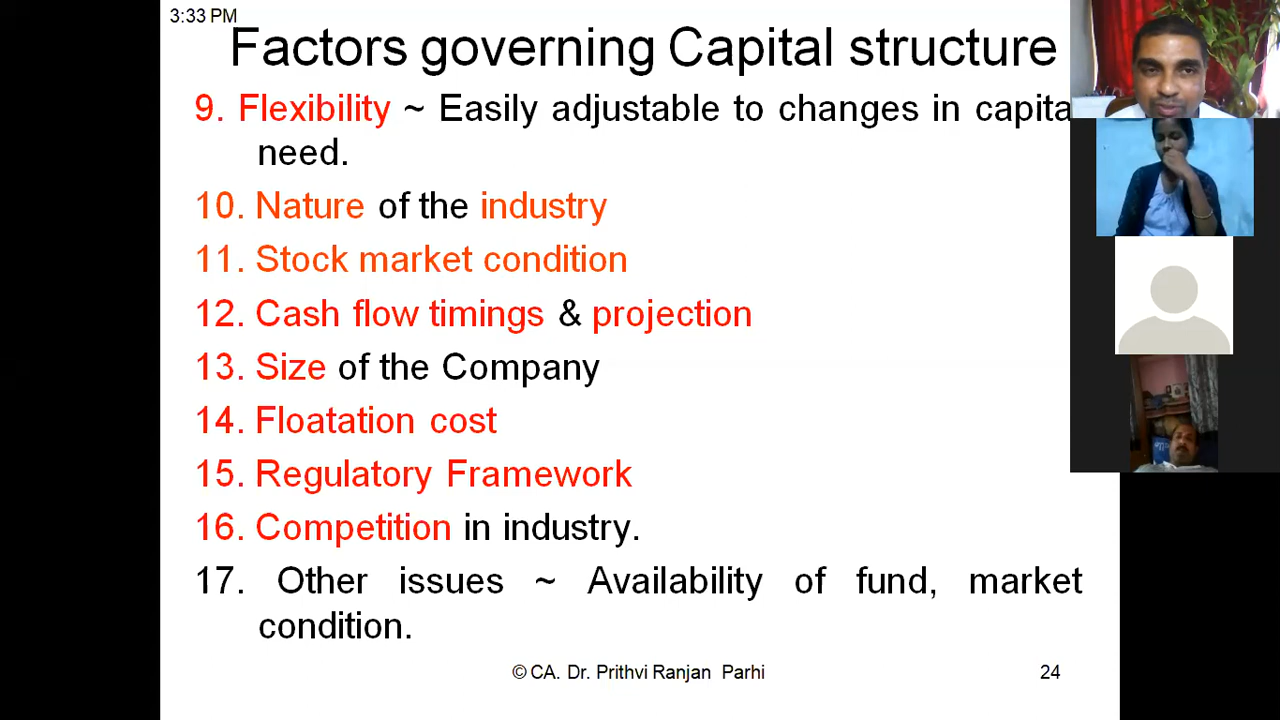 3:33 PM
Factors governing Capital structure
9. Flexibility ~ Easily adjustable to changes in capita
need.
10. Nature of the industry
11. Stock market condition
12. Cash flow timings & projection
13. Size of the Company
14. Floatation cost
15. Regulatory Framework
16. Competition in industry.
17. Other issues ~ Availability of fund, market
condition.
© CA. Dr. Prithvi Ranjan Parhi
24